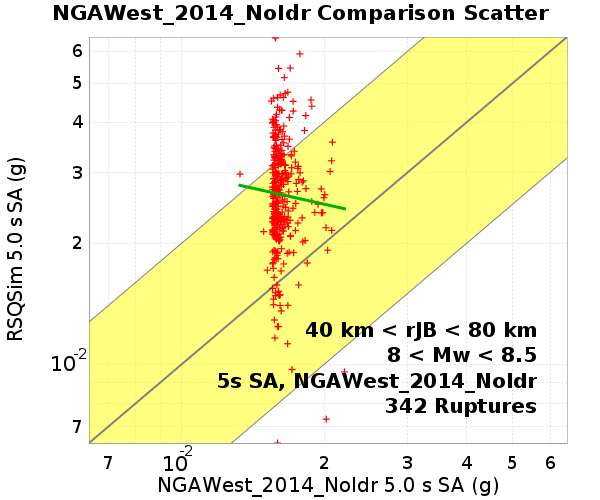 NGAWest_2014_NoIdr Comparison Scatter
RSQSim 5.0 s SA (g)
6
5
4
3
2
10-2
7
40 km < rJB < 80 km
8 < Mw < 8.5
5s SA, NGAWest_2014_NoIdr
342 Ruptures
7 10-2 2 3 4 5 6
NGAWest_2014_NoIdr 5.0 s SA (g)